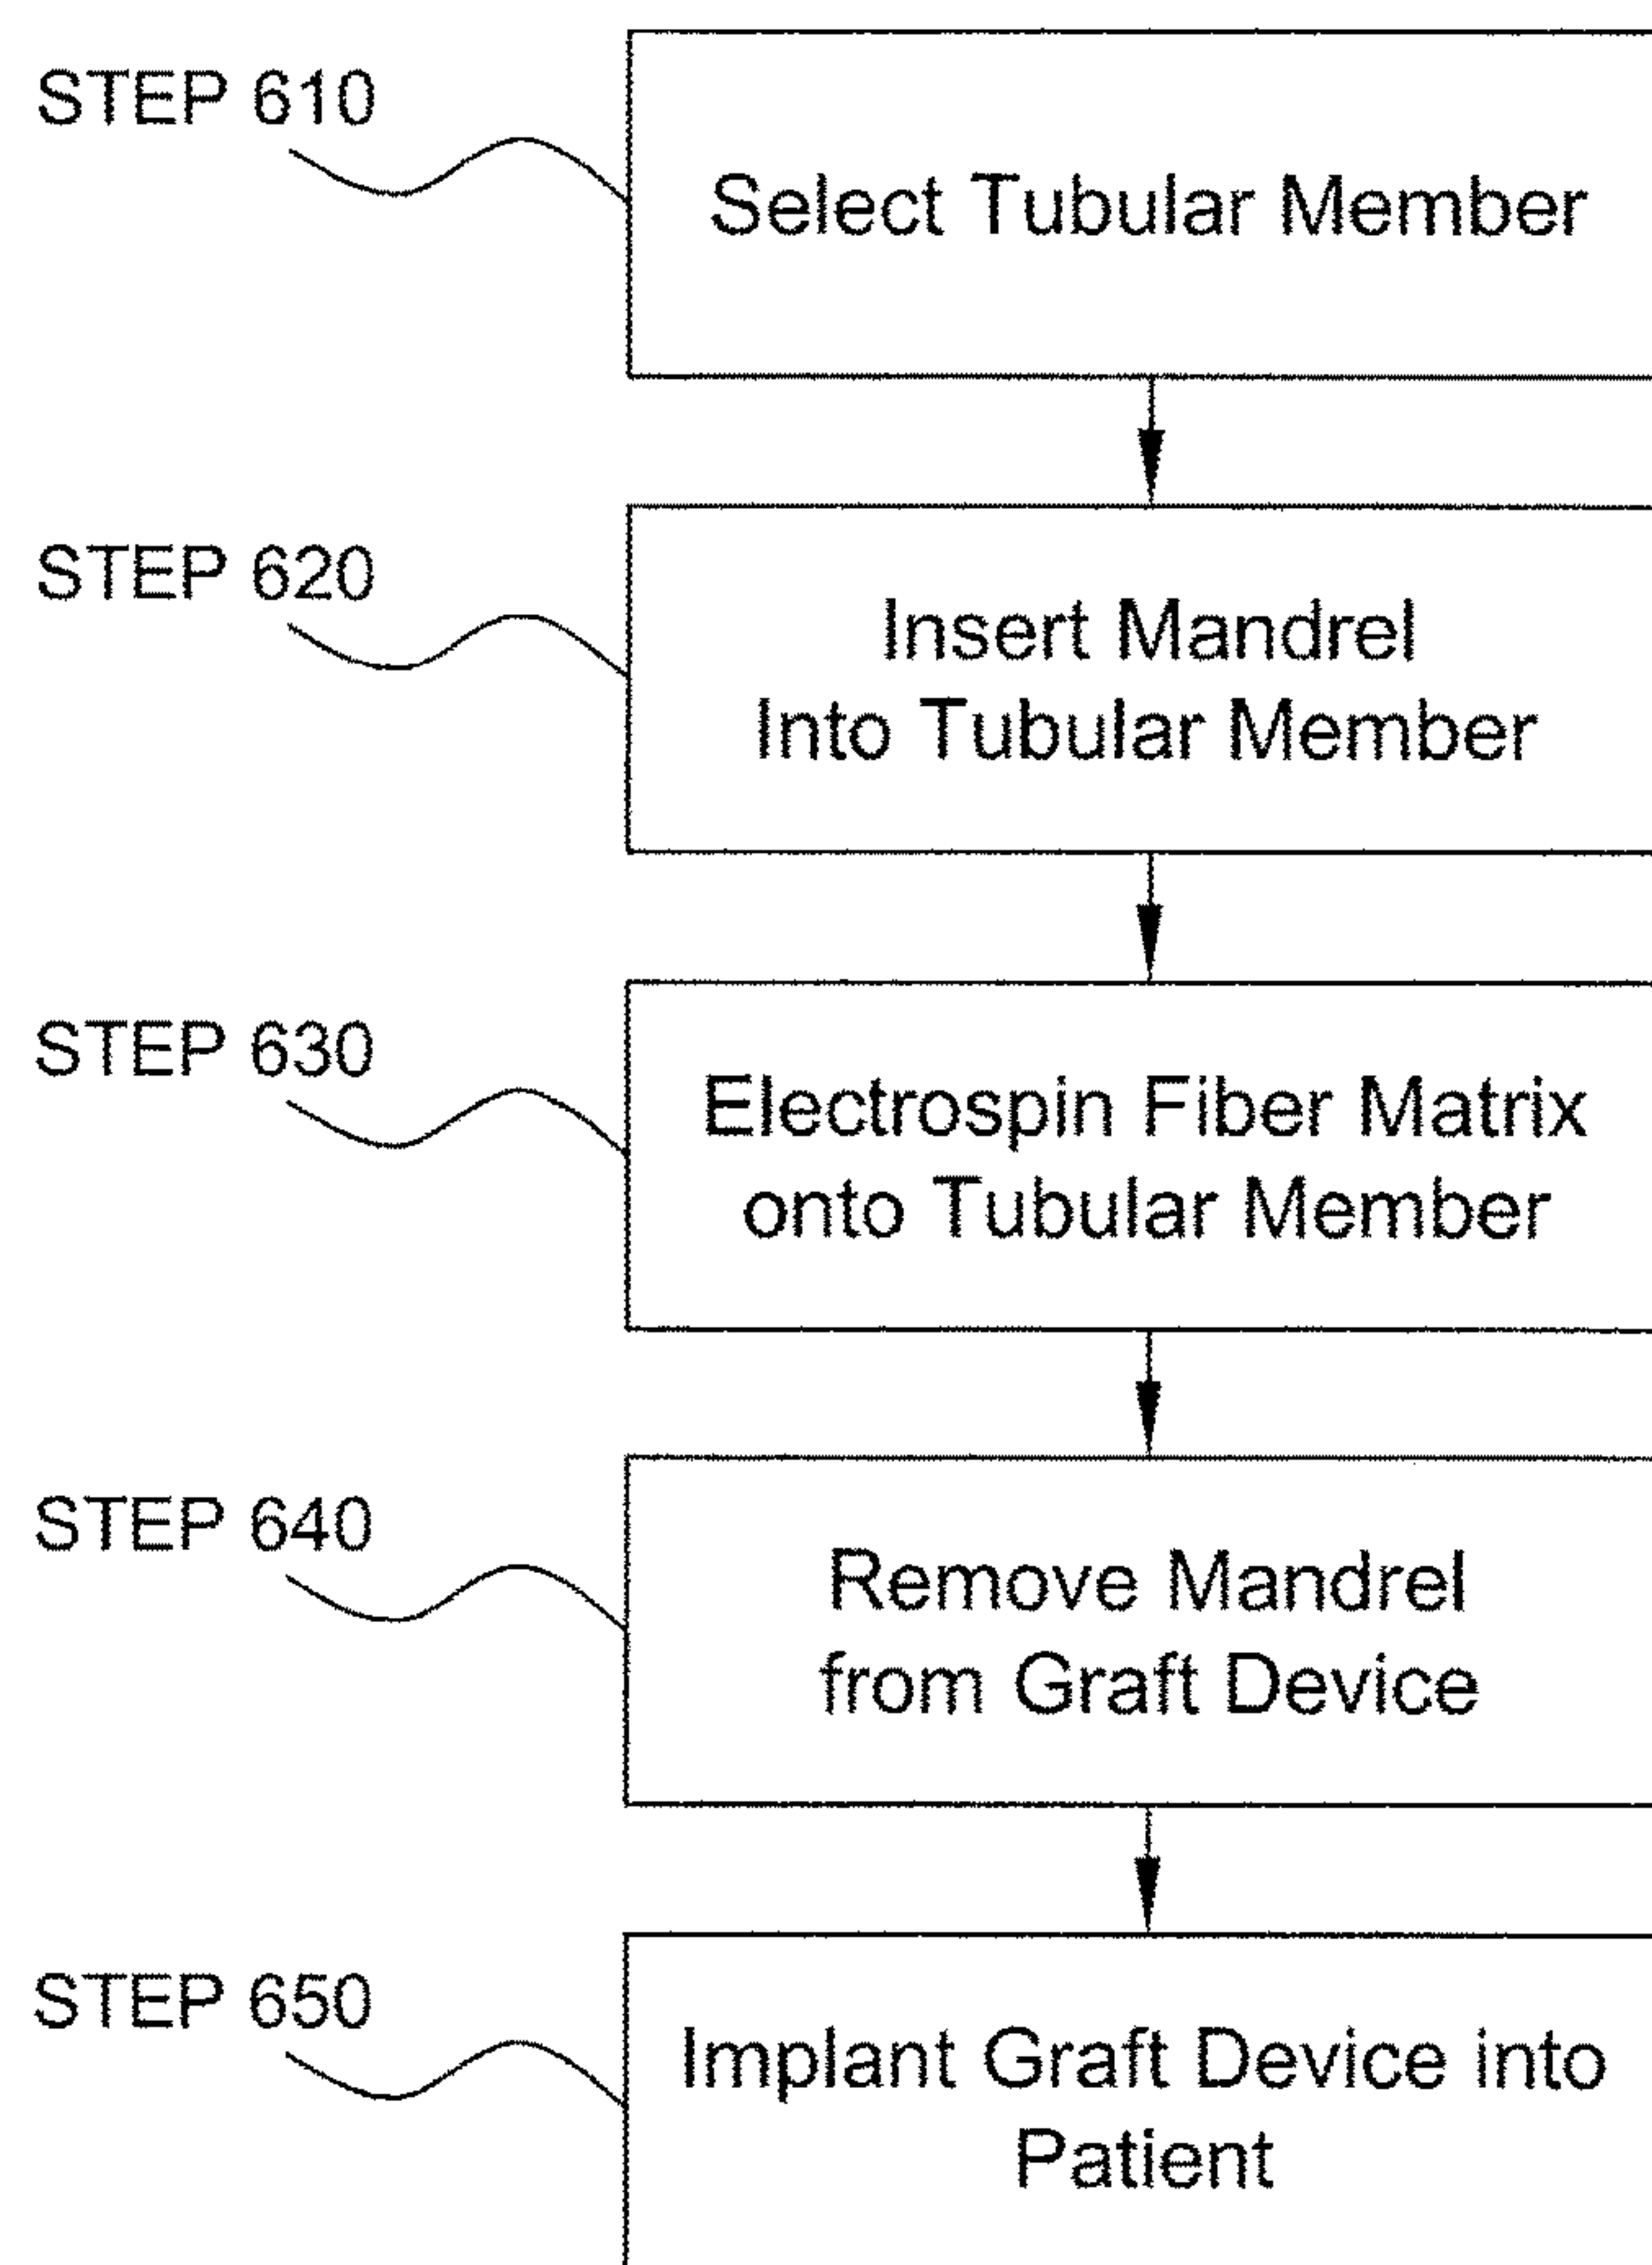 STEP 610
Select Tubular Member
STEP 620
Insert Mandrel
Into Tubular Member
STEP 630
Electrospin Fiber Matrix
onto Tubular Member
STEP 640
Remove Mandrel
from Graft Device
STEP 650
Implant Graft Device into
Patient